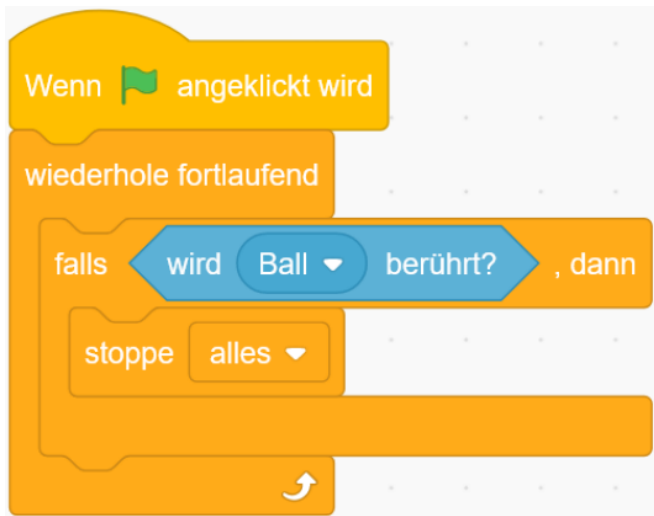 Wenn angeklickt wird
wiederhole fortlaufend
falls wird Ball berührt? , dann
stoppe alles